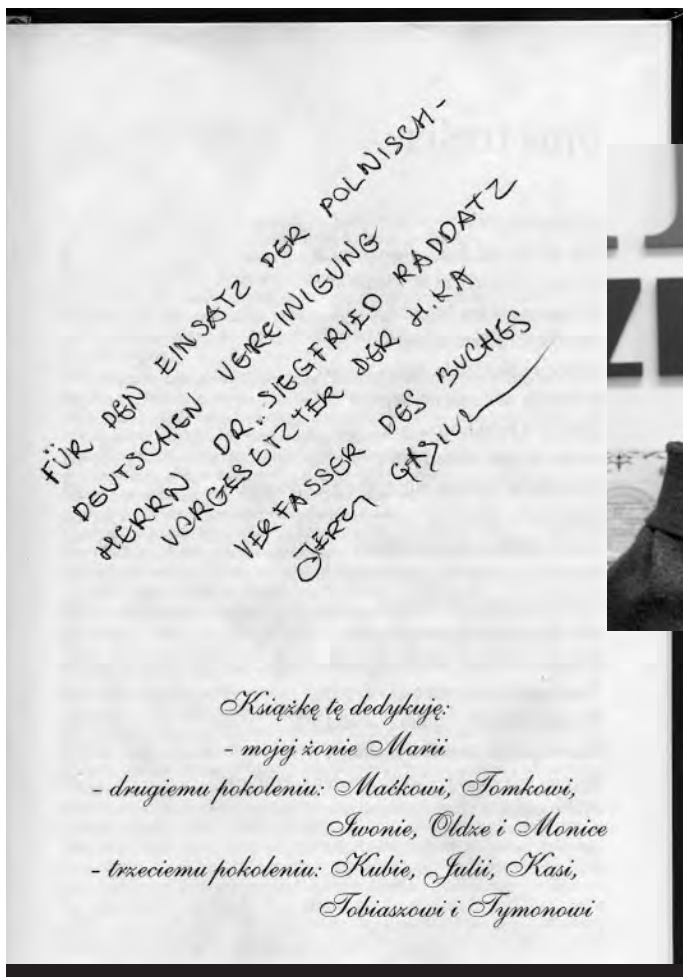 FÜR DEN EINSATZ DER POLNISCH-
DEUTSCHEN VEREINIGUNG
HERRN DR. SIEGFRIED RADDATZ
VORGESETZTER DER H.KA
VERFASSER DES BUCHES
JERZY
Książkę tę dedykuję:
- mojej żonie Marii
- drugiemu pokoleniu: Maćkowi, Tomkowi,
Iwonie, Oldze i Monice
- trzeciemu pokoleniu: Kubie, Julii, Kasi,
Tobiaszowi i Tymonowi